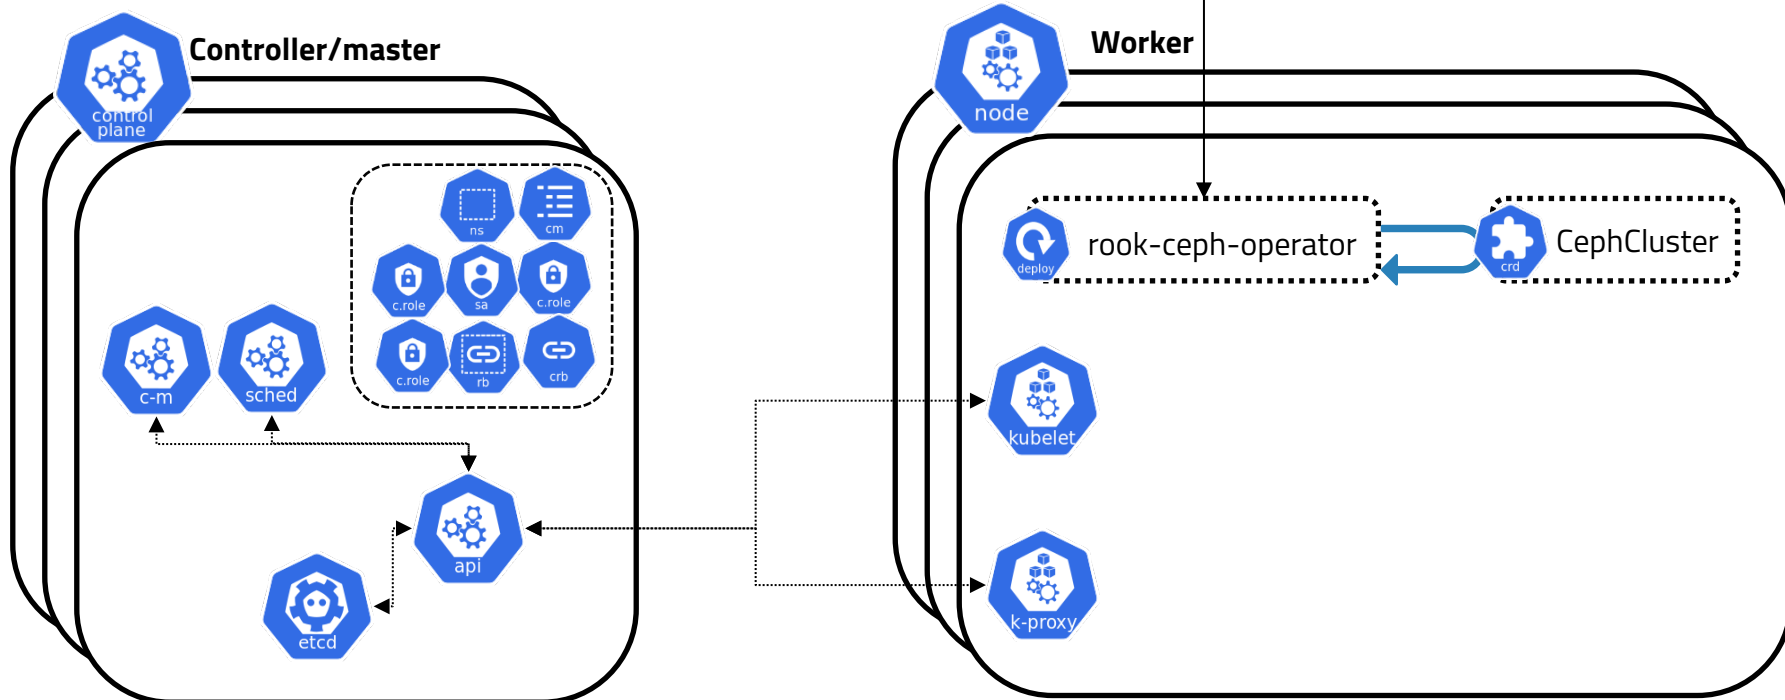 Controller/master
control
plane
ns
cm
c.role
sa
c.role
c.role
rb
crb
c-m
sched
api
etcd
Worker
node
deploy
rook-ceph-operator
crd
CephCluster
kubelet
k-proxy